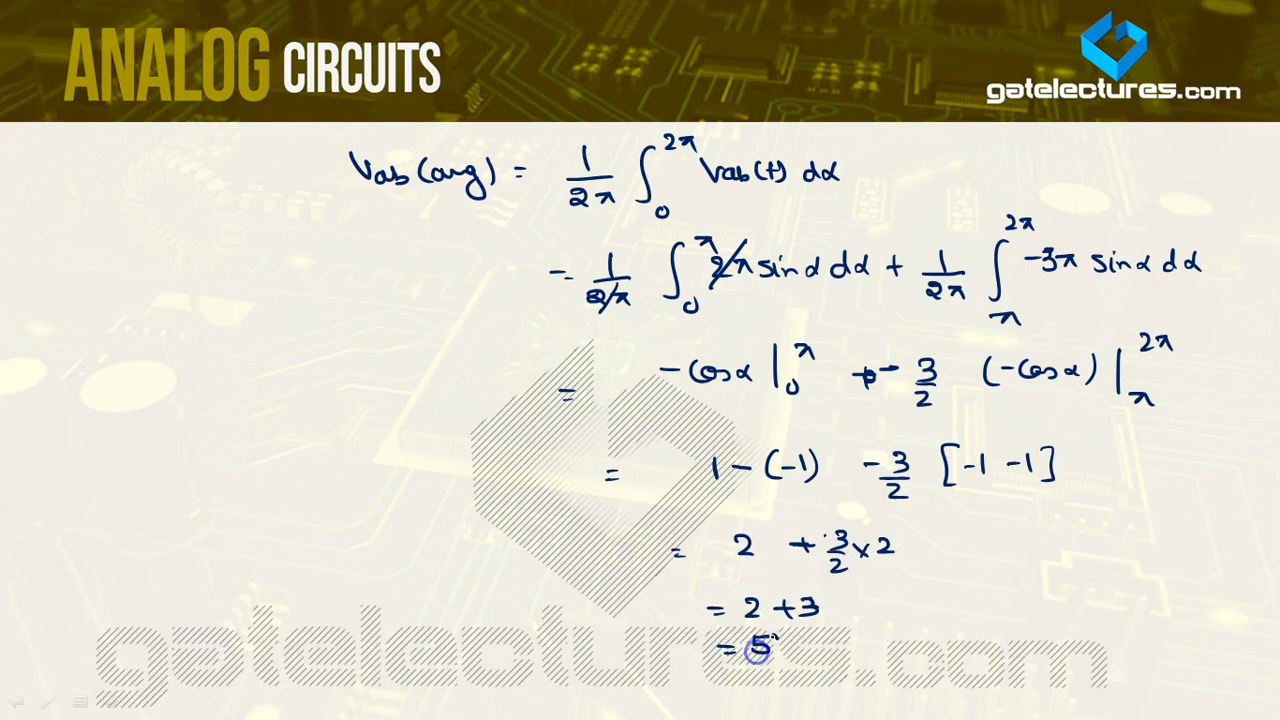 ANALOG CIRCUITS
gatelectures.com
Vab(avg) = 1/2π ∫₀^2π Vab(t) dα
= 1/2π ∫₀^π 2π sinα dα + 1/2π ∫π^2π -3π sinα dα
= -Cosα |₀^π + - 3/2 (-Cosα) |π^2π
= 1 - (-1) - 3/2 [-1 -1]
= 2 + 3/2 × 2
= 2 + 3
= 5
gatelectures.com